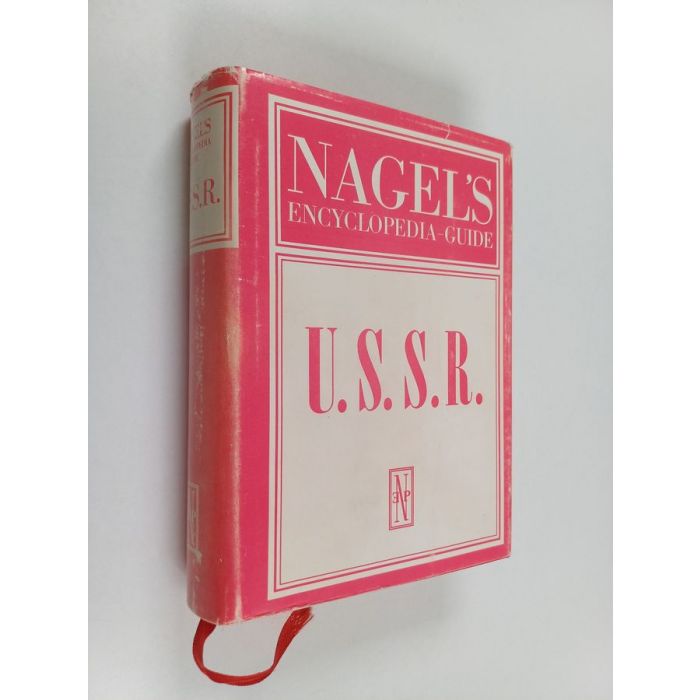 NAGEL'S
ENCYCLOPEDIA-GUIDE
U.S.S.R.
N
S.R.